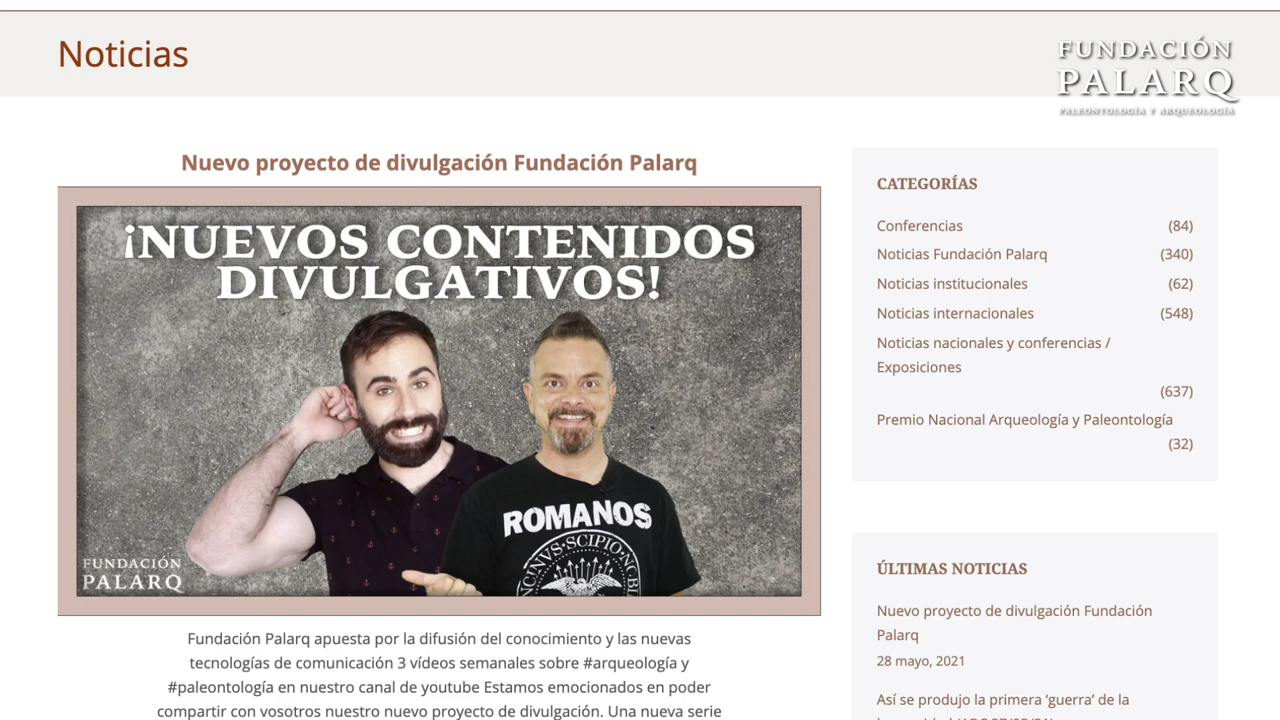 Noticias
FUNDACIÓN
PALARQ
PALEONTOLOGÍA Y ARQUEOLOGÍA
Nuevo proyecto de divulgación Fundación Palarq
¡NUEVOS CONTENIDOS
DIVULGATIVOS!
ROMANOS
SCIPIO
FUNDACIÓN
PALARQ
Fundación Palarq apuesta por la difusión del conocimiento y las nuevas
tecnologías de comunicación 3 vídeos semanales sobre #arqueología y
#paleontología en nuestro canal de youtube Estamos emocionados en poder
compartir con vosotros nuestro nuevo proyecto de divulgación. Una nueva serie
CATEGORÍAS
Conferencias (84)
Noticias Fundación Palarq (340)
Noticias institucionales (62)
Noticias internacionales (548)
Noticias nacionales y conferencias /
Exposiciones
(637)
Premio Nacional Arqueología y Paleontología
(32)
ÚLTIMAS NOTICIAS
Nuevo proyecto de divulgación Fundación
Palarq
28 mayo, 2021
Así se produjo la primera ‘guerra’ de la